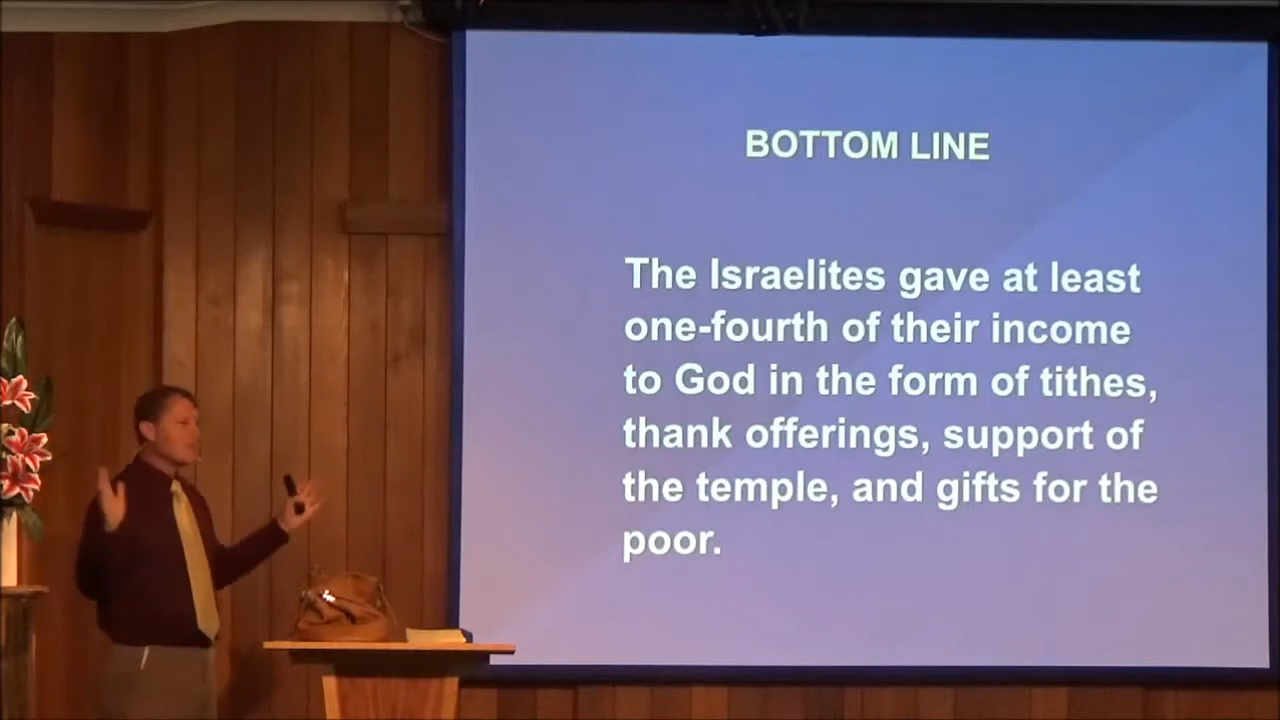 BOTTOM LINE
The Israelites gave at least
one-fourth of their income
to God in the form of tithes,
thank offerings, support of
the temple, and gifts for the
poor.